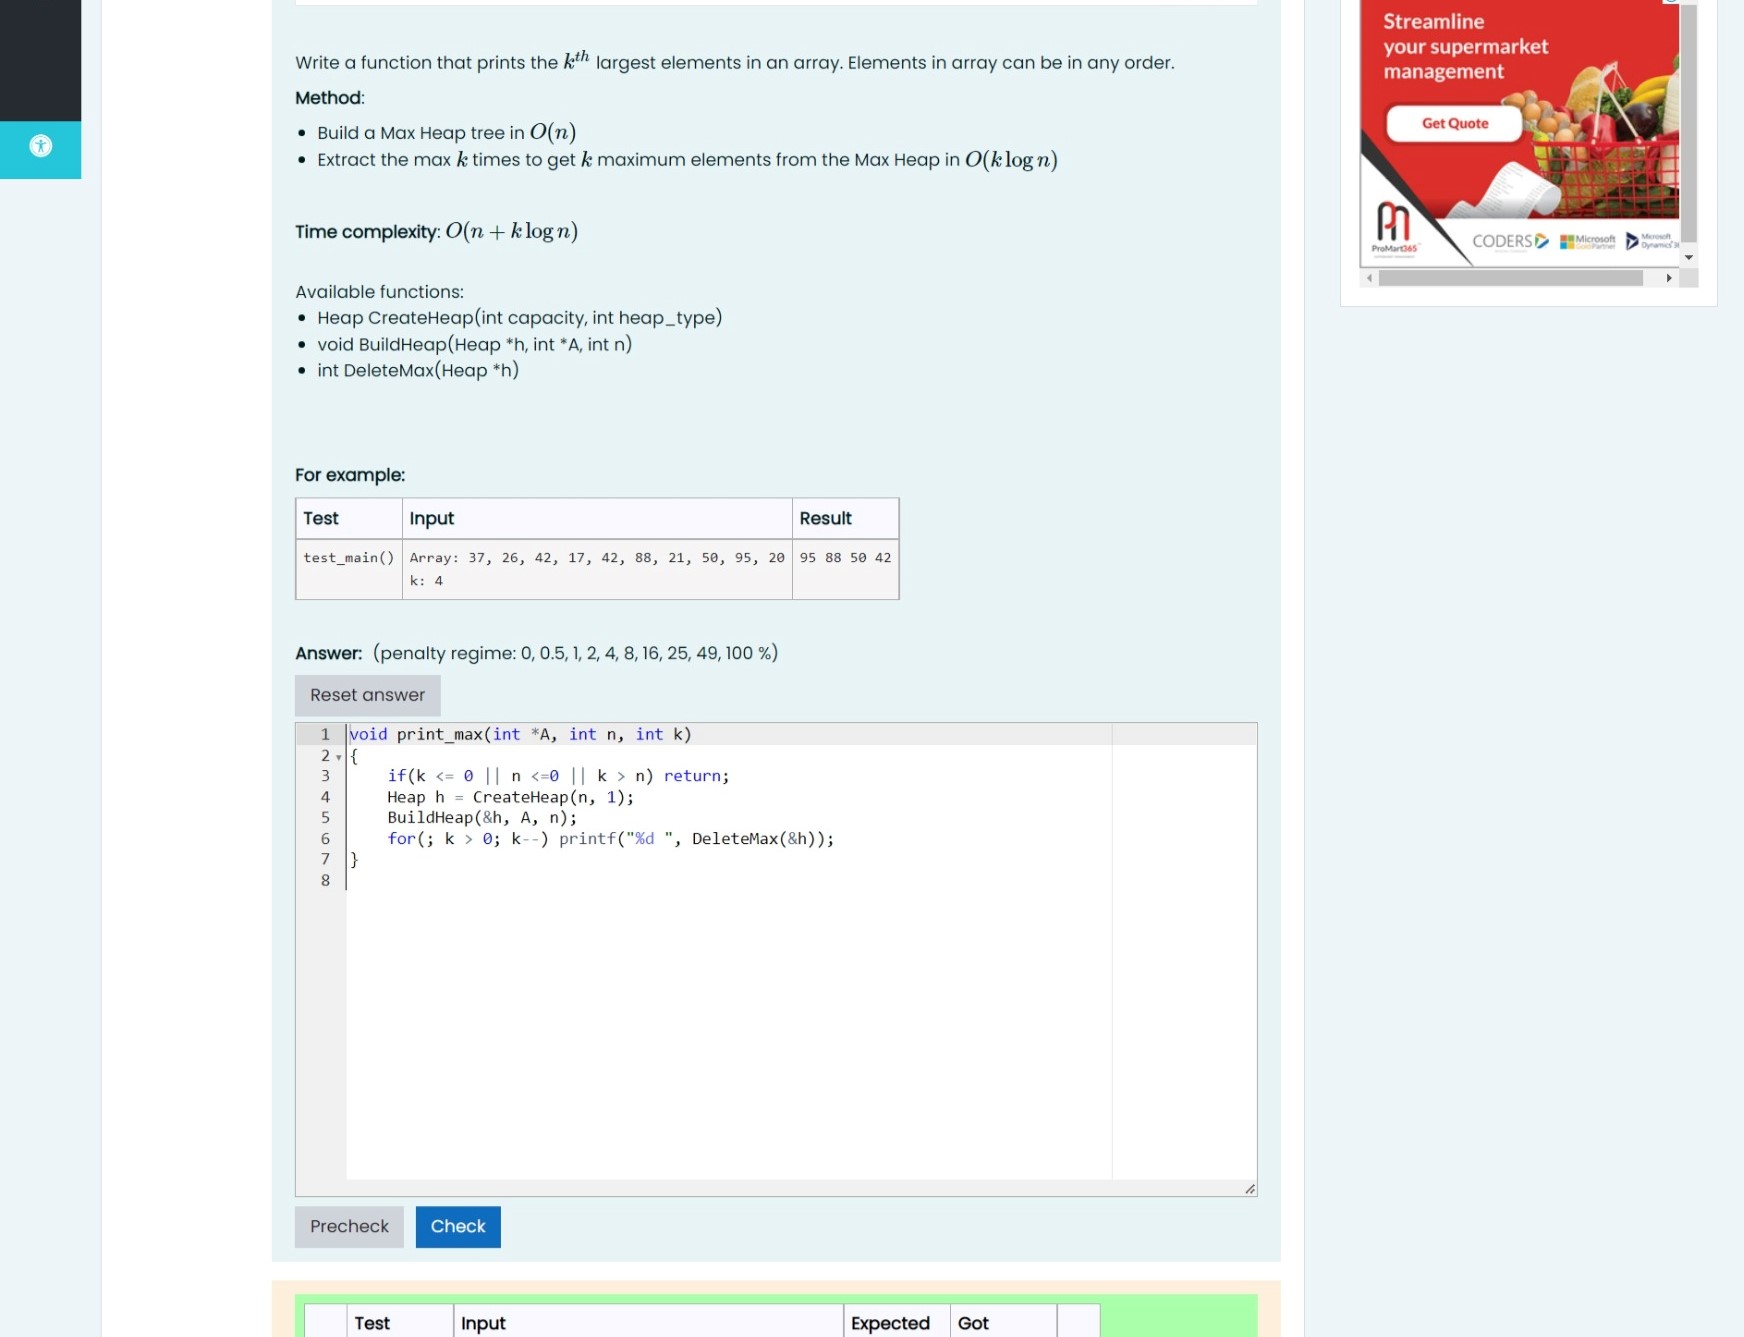 Write a function that prints the kth largest elements in an array. Elements in array can be in any order.
Method:
• Build a Max Heap tree in O(n)
• Extract the max k times to get k maximum elements from the Max Heap in O(k log n)
Time complexity: O(n + k log n)
Available functions:
• Heap CreateHeap(int capacity, int heap_type)
• void BuildHeap(Heap *h, int *A, int n)
• int DeleteMax(Heap *h)
For example:
Test Input Result
test_main() Array: 37, 26, 42, 17, 42, 88, 21, 50, 95, 20 95 88 50 42
k: 4
Answer: (penalty regime: 0, 0.5, 1, 2, 4, 8, 16, 25, 49, 100 %)
Reset answer
1 void print_max(int *A, int n, int k)
2 {
3 if(k <= 0 || n <=0 || k > n) return;
4 Heap h = CreateHeap(n, 1);
5 BuildHeap(&h, A, n);
6 for(; k > 0; k--) printf("%d ", DeleteMax(&h));
7 }
8
Precheck Check
Test Input Expected Got
Streamline
your supermarket
management
Get Quote
ProMart365
CODERS
Microsoft
Gold Partner
Microsoft